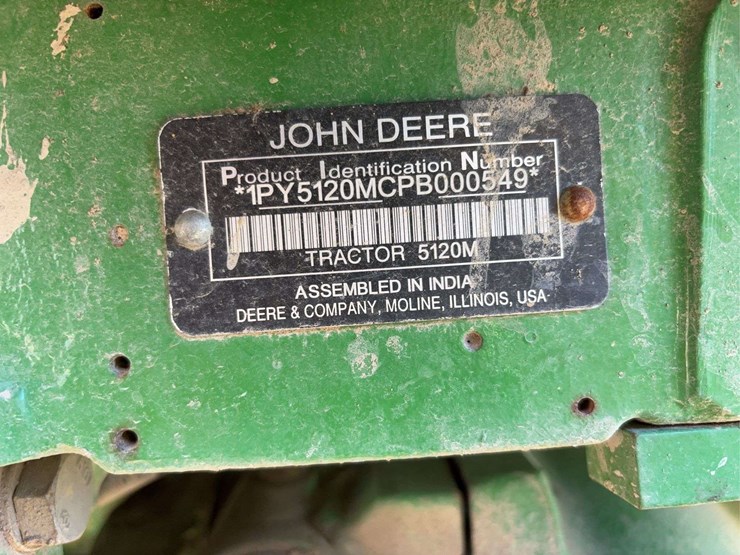 JOHN DEERE
Product Identification Number
*1PY5120MCPB000549*
TRACTOR 5120M
ASSEMBLED IN INDIA
DEERE & COMPANY, MOLINE, ILLINOIS, USA